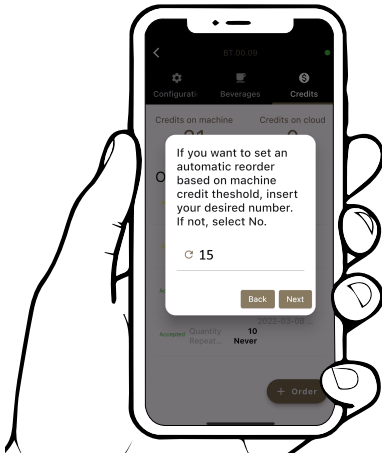 BT.00.09
Configurati Beverages Credits
Credits on machine Credits on cloud
If you want to set an
automatic reorder
based on machine
credit theshold, insert
your desired number.
If not, select No.
15
Back Next
Accepted Quantity 10
Repeat... Never
+ Order